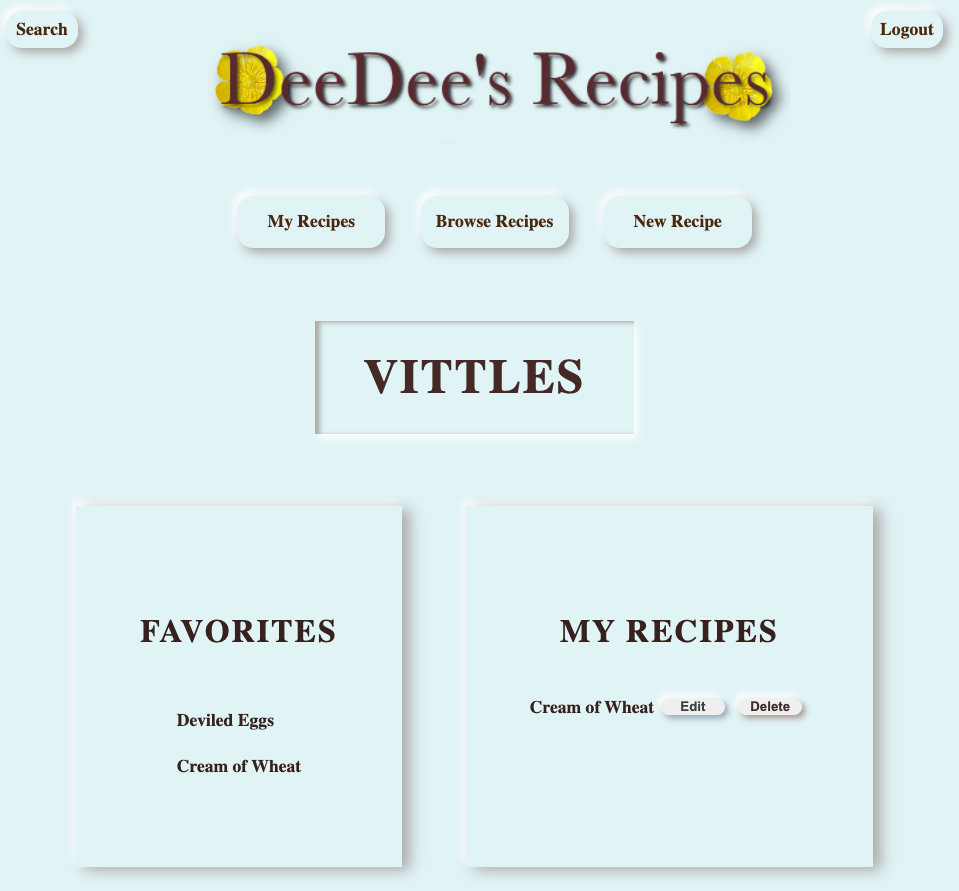 Search
Logout
DeeDee's Recipes
My Recipes
Browse Recipes
New Recipe
VITTLES
FAVORITES
Deviled Eggs
Cream of Wheat
MY RECIPES
Cream of Wheat Edit Delete